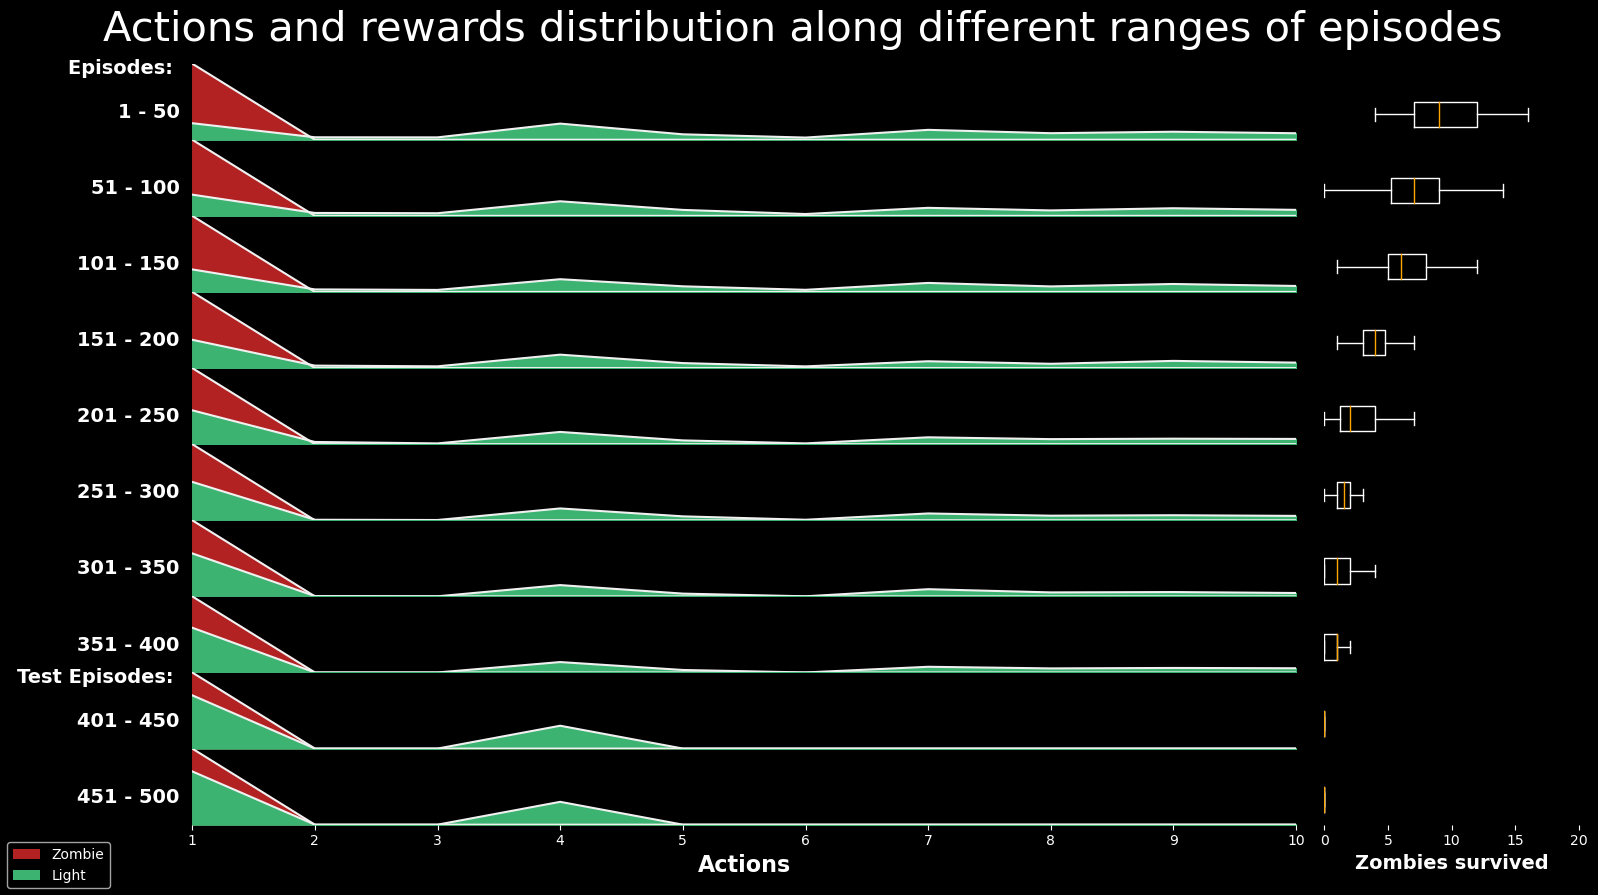 Actions and rewards distribution along different ranges of episodes
Episodes:
1 - 50
51 - 100
101 - 150
151 - 200
201 - 250
251 - 300
301 - 350
351 - 400
Test Episodes:
401 - 450
451 - 500
1 2 3 4 5 6 7 8 9 10
0 5 10 15 20
Actions
Zombies survived
Zombie
Light